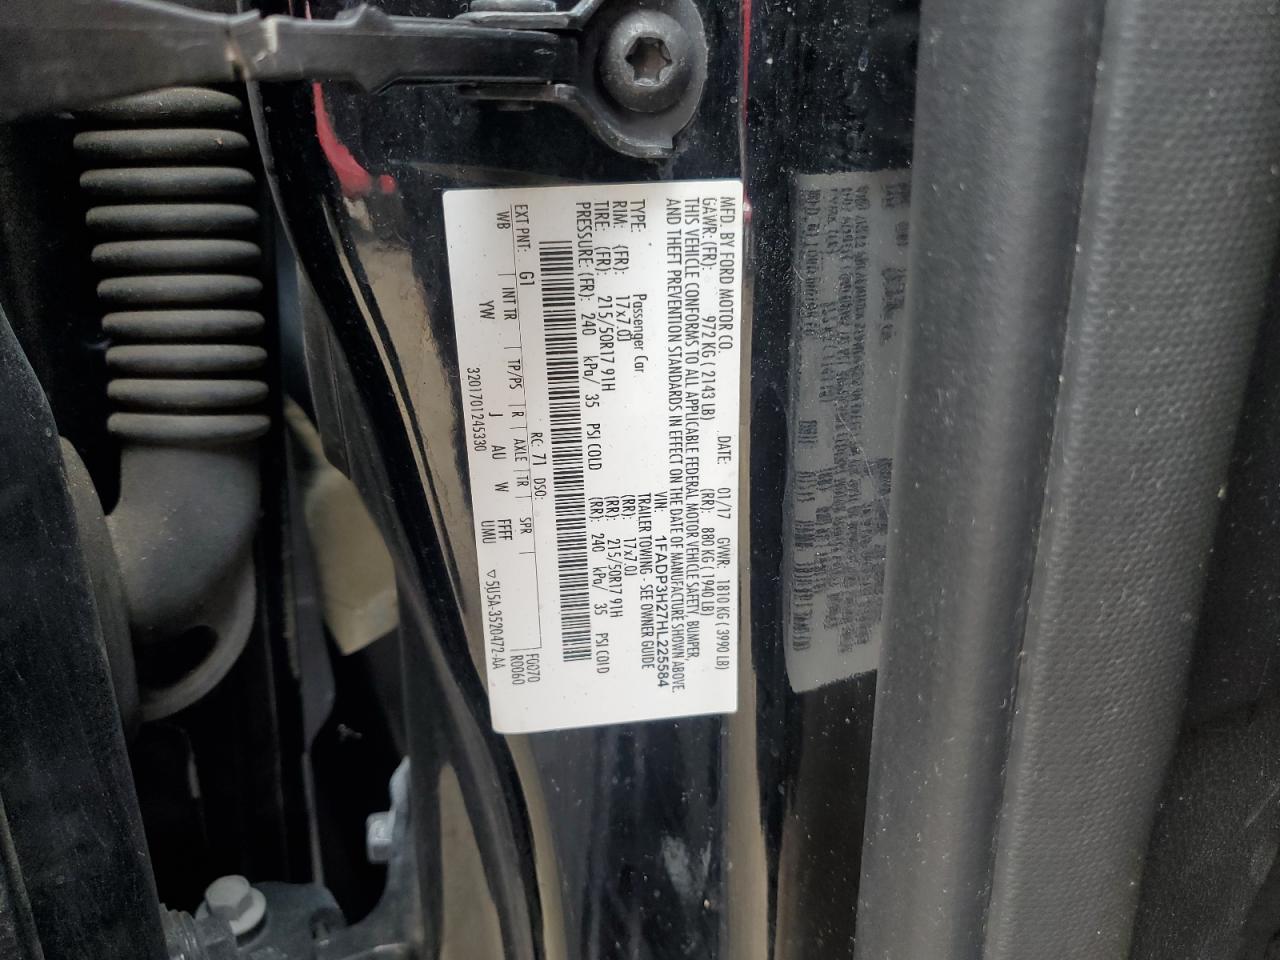 MFD. BY FORD MOTOR CO.
DATE: 01/17 GVWR: 1810 KG ( 3990 LB)
GAWR: (FR): 972 KG ( 2143 LB) (RR): 880 KG ( 1940 LB)
THIS VEHICLE CONFORMS TO ALL APPLICABLE FEDERAL MOTOR VEHICLE SAFETY, BUMPER,
AND THEFT PREVENTION STANDARDS IN EFFECT ON THE DATE OF MANUFACTURE SHOWN ABOVE.
VIN: 1FADP3H27HL225584
TYPE: Passenger Car TRAILER TOWING - SEE OWNER GUIDE
RIM: (FR): 17x7.0J (RR): 17x7.0J
TIRE: (FR): 215/50R17 91H (RR): 215/50R17 91H
PRESSURE: (FR): 240 kPa/ 35 PSI COLD (RR): 240 kPa/ 35 PSI COLD
RC: 71 DSO: F0070
EXT PNT: G1 INT TR TP/PS R AXLE TR SPR R0060
WB YW J AU W FFFF
3201701245330 UMU ▽5U5A-3520472-AA